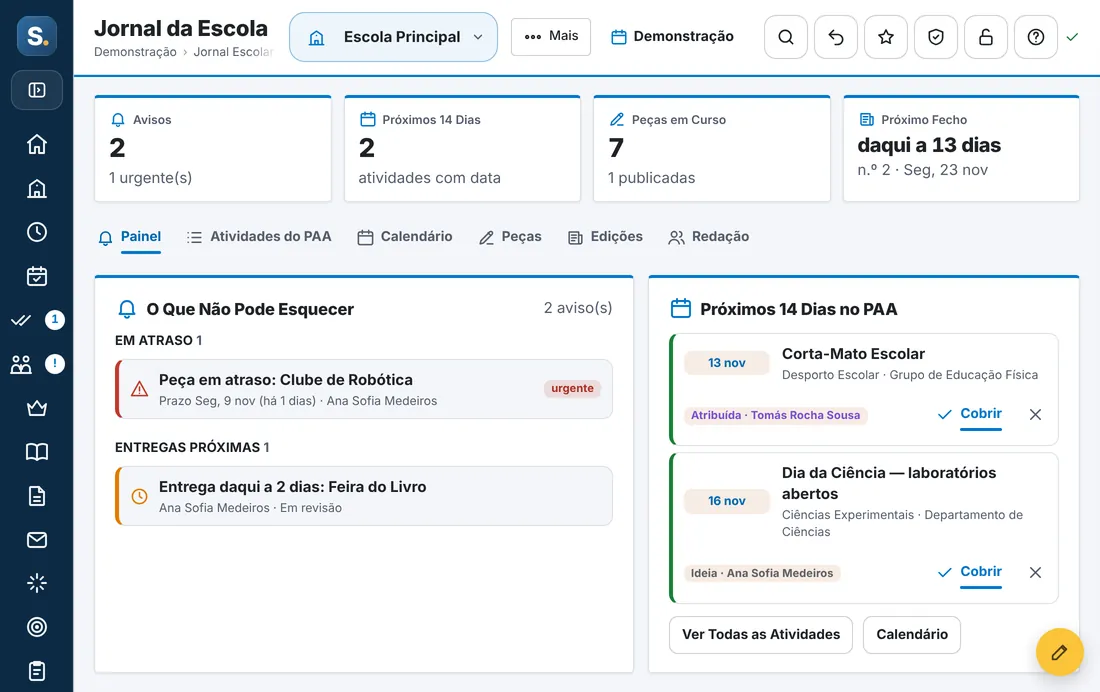 S.
Jornal da Escola
Demonstração › Jornal Escolar
Escola Principal
Mais
Demonstração
Avisos
2
1 urgente(s)
Próximos 14 Dias
2
atividades com data
Peças em Curso
7
1 publicadas
Próximo Fecho
daqui a 13 dias
n.º 2 · Seg, 23 nov
Painel
Atividades do PAA
Calendário
Peças
Edições
Redação
1
!
O Que Não Pode Esquecer
2 aviso(s)
EM ATRASO 1
Peça em atraso: Clube de Robótica
Prazo Seg, 9 nov (há 1 dias) · Ana Sofia Medeiros
urgente
ENTREGAS PRÓXIMAS 1
Entrega daqui a 2 dias: Feira do Livro
Ana Sofia Medeiros · Em revisão
Próximos 14 Dias no PAA
13 nov
Corta-Mato Escolar
Desporto Escolar · Grupo de Educação Física
Atribuída · Tomás Rocha Sousa
Cobrir
16 nov
Dia da Ciência — laboratórios
abertos
Ciências Experimentais · Departamento de
Ciências
Ideia · Ana Sofia Medeiros
Cobrir
Ver Todas as Atividades
Calendário